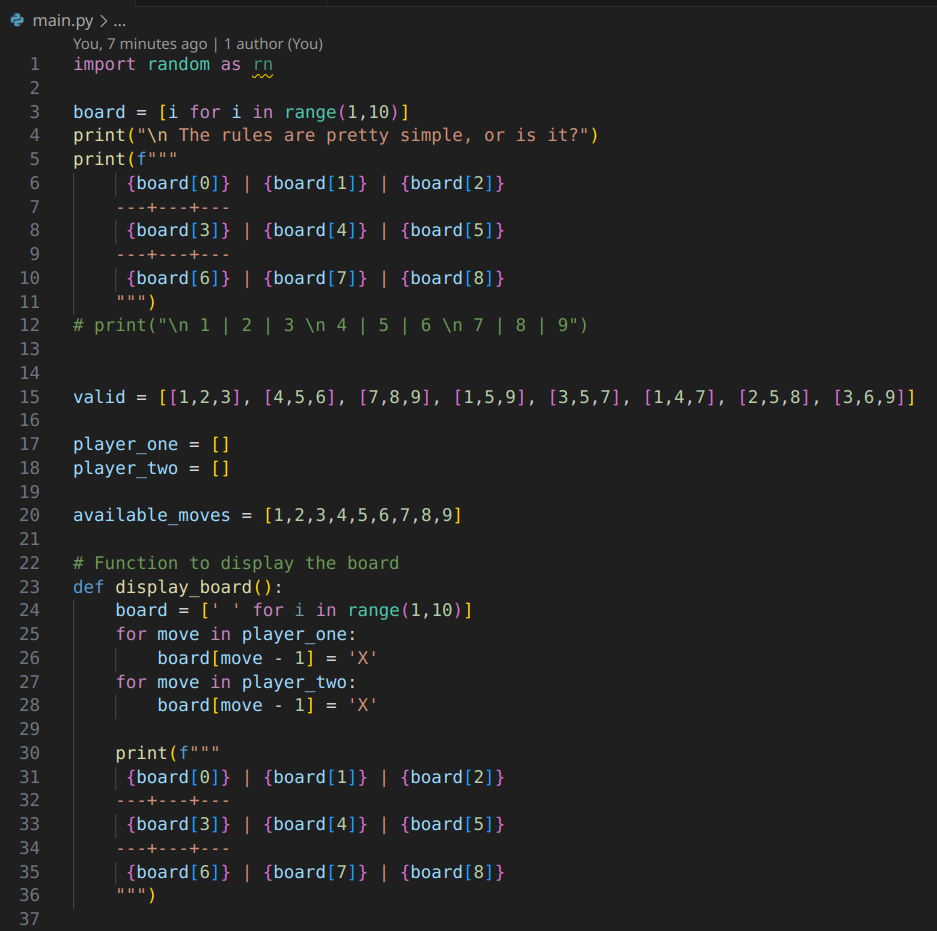 main.py > ...
You, 7 minutes ago | 1 author (You)
1 import random as rn
2
3 board = [i for i in range(1,10)]
4 print("\n The rules are pretty simple, or is it?")
5 print(f"""
6      {board[0]} | {board[1]} | {board[2]}
7     ---+---+---
8      {board[3]} | {board[4]} | {board[5]}
9     ---+---+---
10      {board[6]} | {board[7]} | {board[8]}
11     """)
12 # print("\n 1 | 2 | 3 \n 4 | 5 | 6 \n 7 | 8 | 9")
13
14
15 valid = [[1,2,3], [4,5,6], [7,8,9], [1,5,9], [3,5,7], [1,4,7], [2,5,8], [3,6,9]]
16
17 player_one = []
18 player_two = []
19
20 available_moves = [1,2,3,4,5,6,7,8,9]
21
22 # Function to display the board
23 def display_board():
24     board = [' ' for i in range(1,10)]
25     for move in player_one:
26         board[move - 1] = 'X'
27     for move in player_two:
28         board[move - 1] = 'X'
29
30     print(f"""
31      {board[0]} | {board[1]} | {board[2]}
32     ---+---+---
33      {board[3]} | {board[4]} | {board[5]}
34     ---+---+---
35      {board[6]} | {board[7]} | {board[8]}
36     """)
37